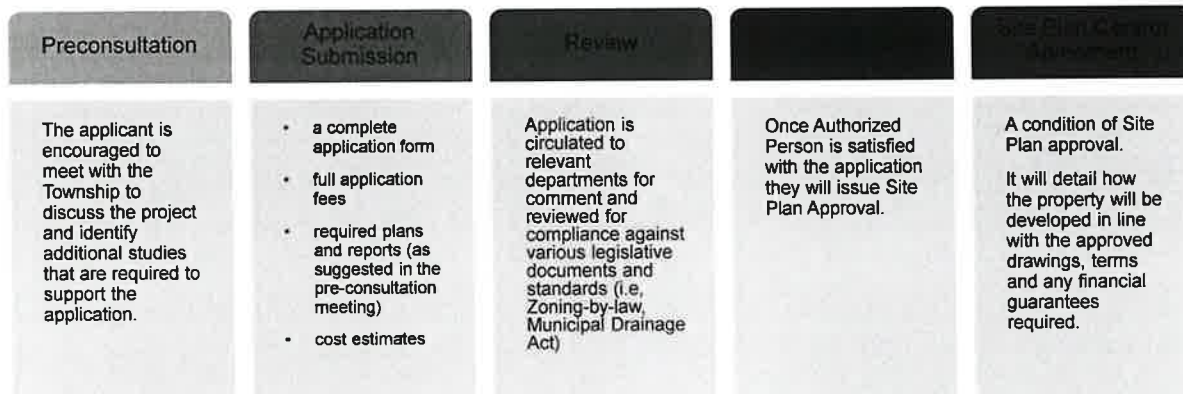 Preconsultation
The applicant is
encouraged to
meet with the
Township to
discuss the project
and identify
additional studies
that are required to
support the
application.
Application
Submission
• a complete
application form
• full application
fees
• required plans
and reports (as
suggested in the
pre-consultation
meeting)
• cost estimates
Review
Application is
circulated to
relevant
departments for
comment and
reviewed for
compliance against
various legislative
documents and
standards (i.e,
Zoning-by-law,
Municipal Drainage
Act)
Once Authorized
Person is satisfied
with the application
they will issue Site
Plan Approval.
Site Plan Control
Agreement
A condition of Site
Plan approval.
It will detail how
the property will be
developed in line
with the approved
drawings, terms
and any financial
guarantees
required.